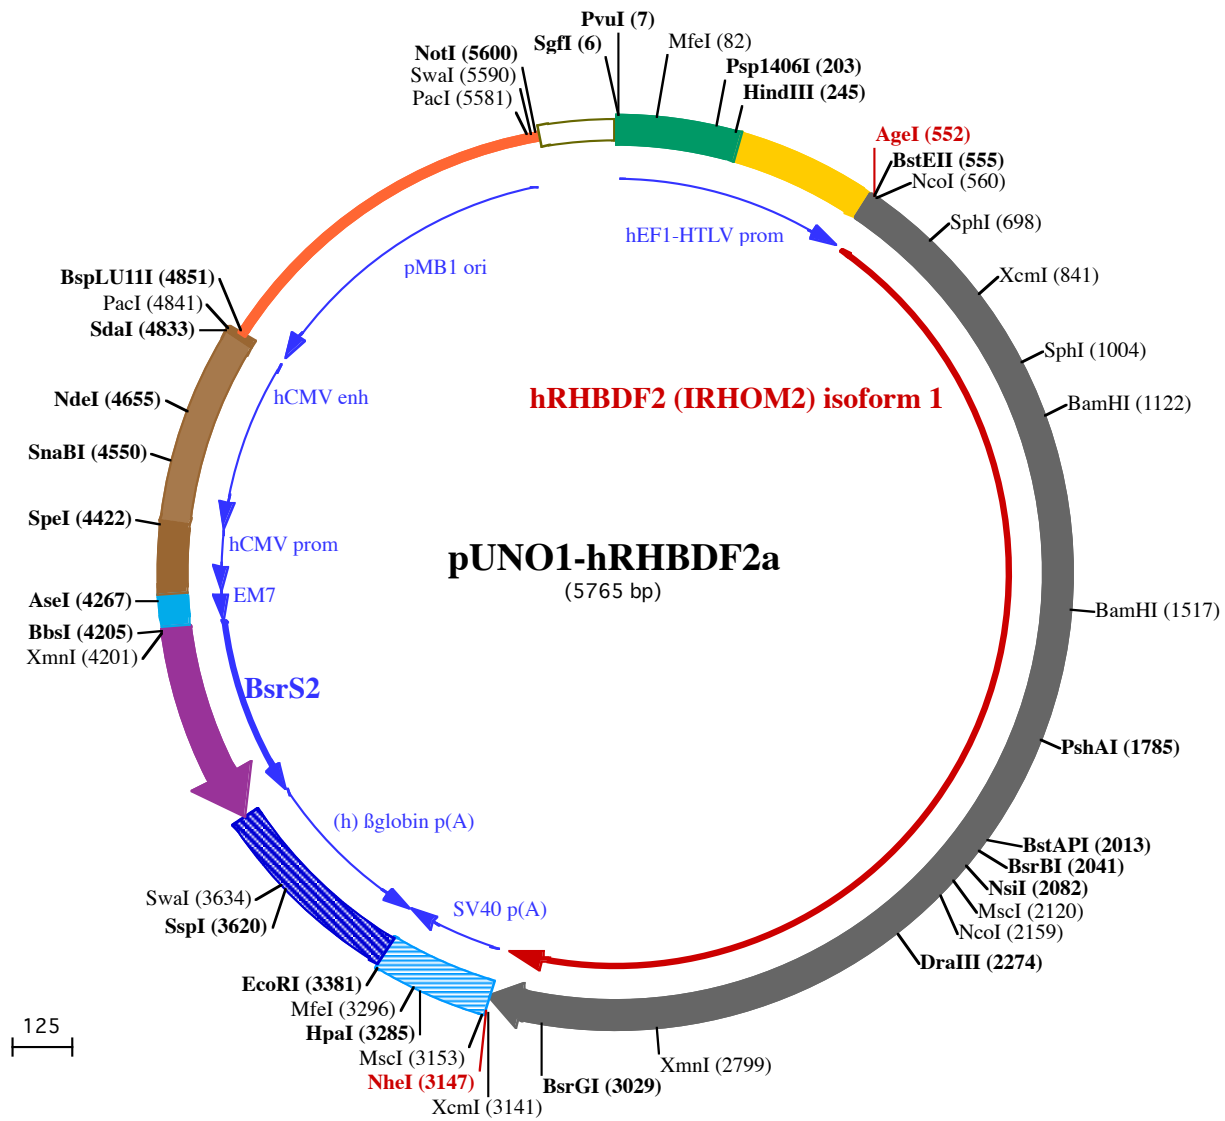 PvuI (7)
SgfI (6)
MfeI (82)
NotI (5600)
SwaI (5590)
PacI (5581)
Psp1406I (203)
HindIII (245)
AgeI (552)
BstEII (555)
NcoI (560)
SphI (698)
XcmI (841)
SphI (1004)
BamHI (1122)
BamHI (1517)
PshAI (1785)
BstAPI (2013)
BsrBI (2041)
NsiI (2082)
MscI (2120)
NcoI (2159)
DraIII (2274)
XmnI (2799)
BsrGI (3029)
XcmI (3141)
NheI (3147)
MscI (3153)
HpaI (3285)
MfeI (3296)
EcoRI (3381)
SspI (3620)
SwaI (3634)
XmnI (4201)
BbsI (4205)
AseI (4267)
SpeI (4422)
SnaBI (4550)
NdeI (4655)
SdaI (4833)
PacI (4841)
BspLU11I (4851)
hEF1-HTLV prom
pMB1 ori
hCMV enh
hRHBDF2 (IRHOM2) isoform 1
hCMV prom
pUNO1-hRHBDF2a
(5765 bp)
EM7
BsrS2
(h) ßglobin p(A)
SV40 p(A)
125